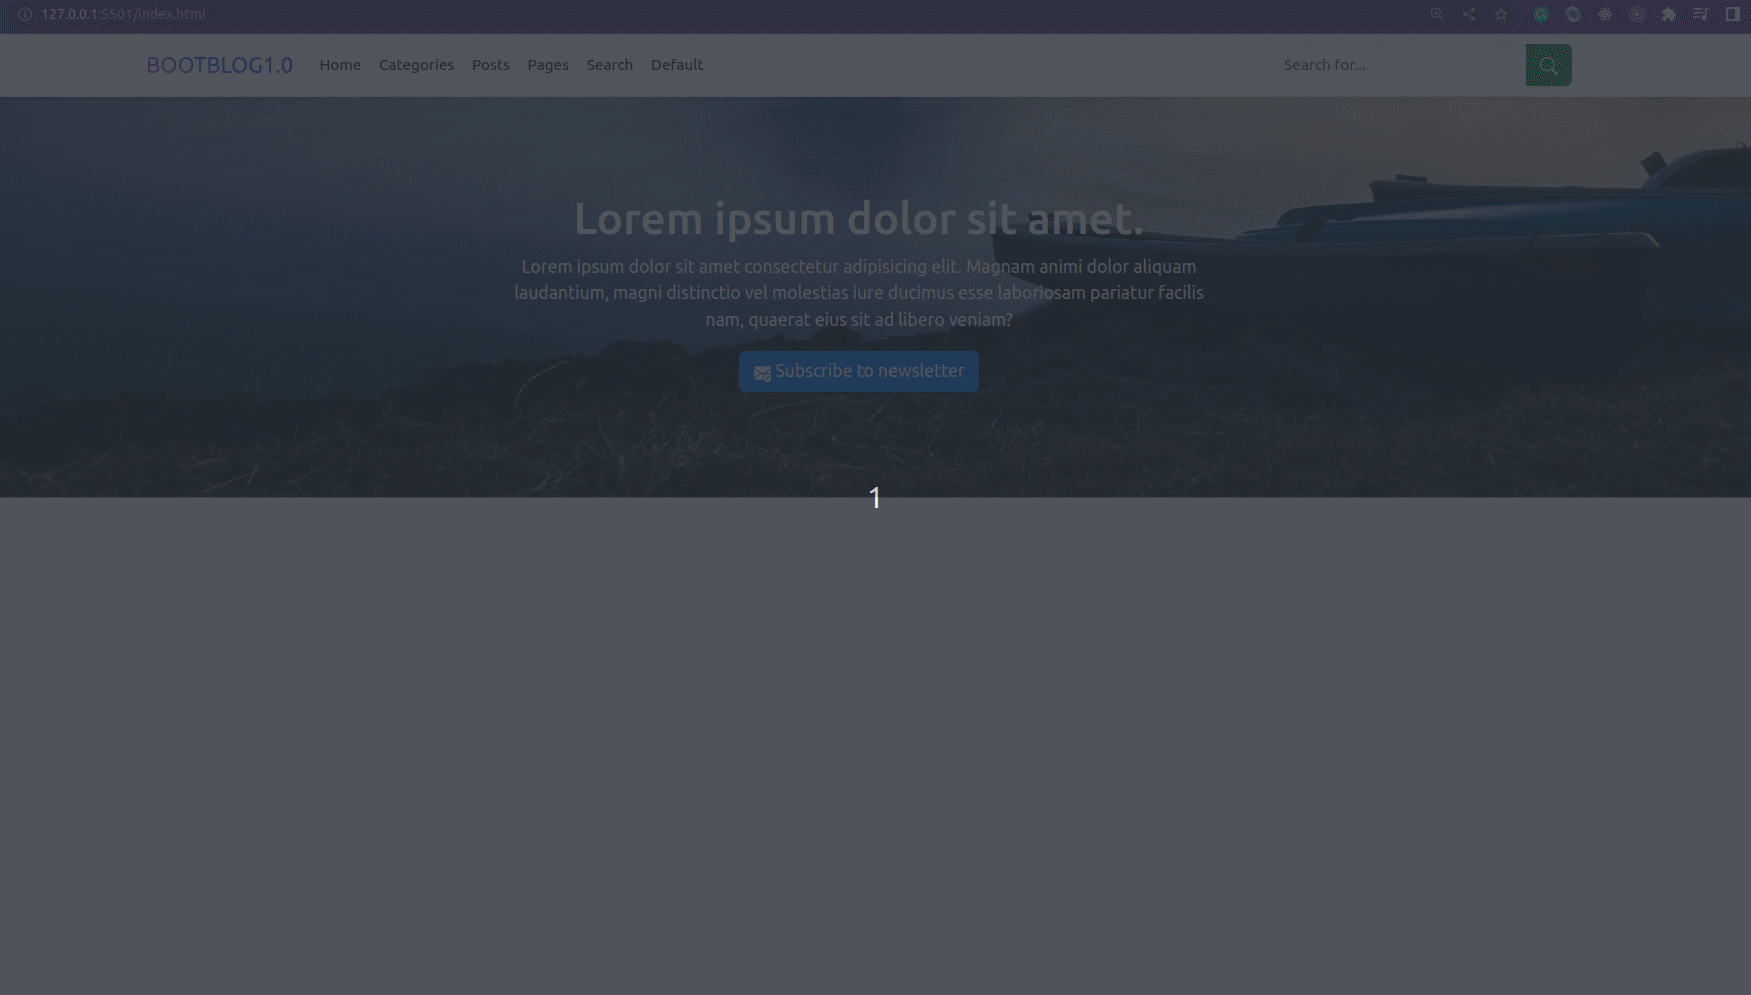 127.0.0.1:5501/index.html
BOOTBLOG1.0 Home Categories Posts Pages Search Default Search for...
Lorem ipsum dolor sit amet.
Lorem ipsum dolor sit amet consectetur adipisicing elit. Magnam animi dolor aliquam
laudantium, magni distinctio vel molestias iure ducimus esse laboriosam pariatur facilis
nam, quaerat eius sit ad libero veniam?
Subscribe to newsletter
1